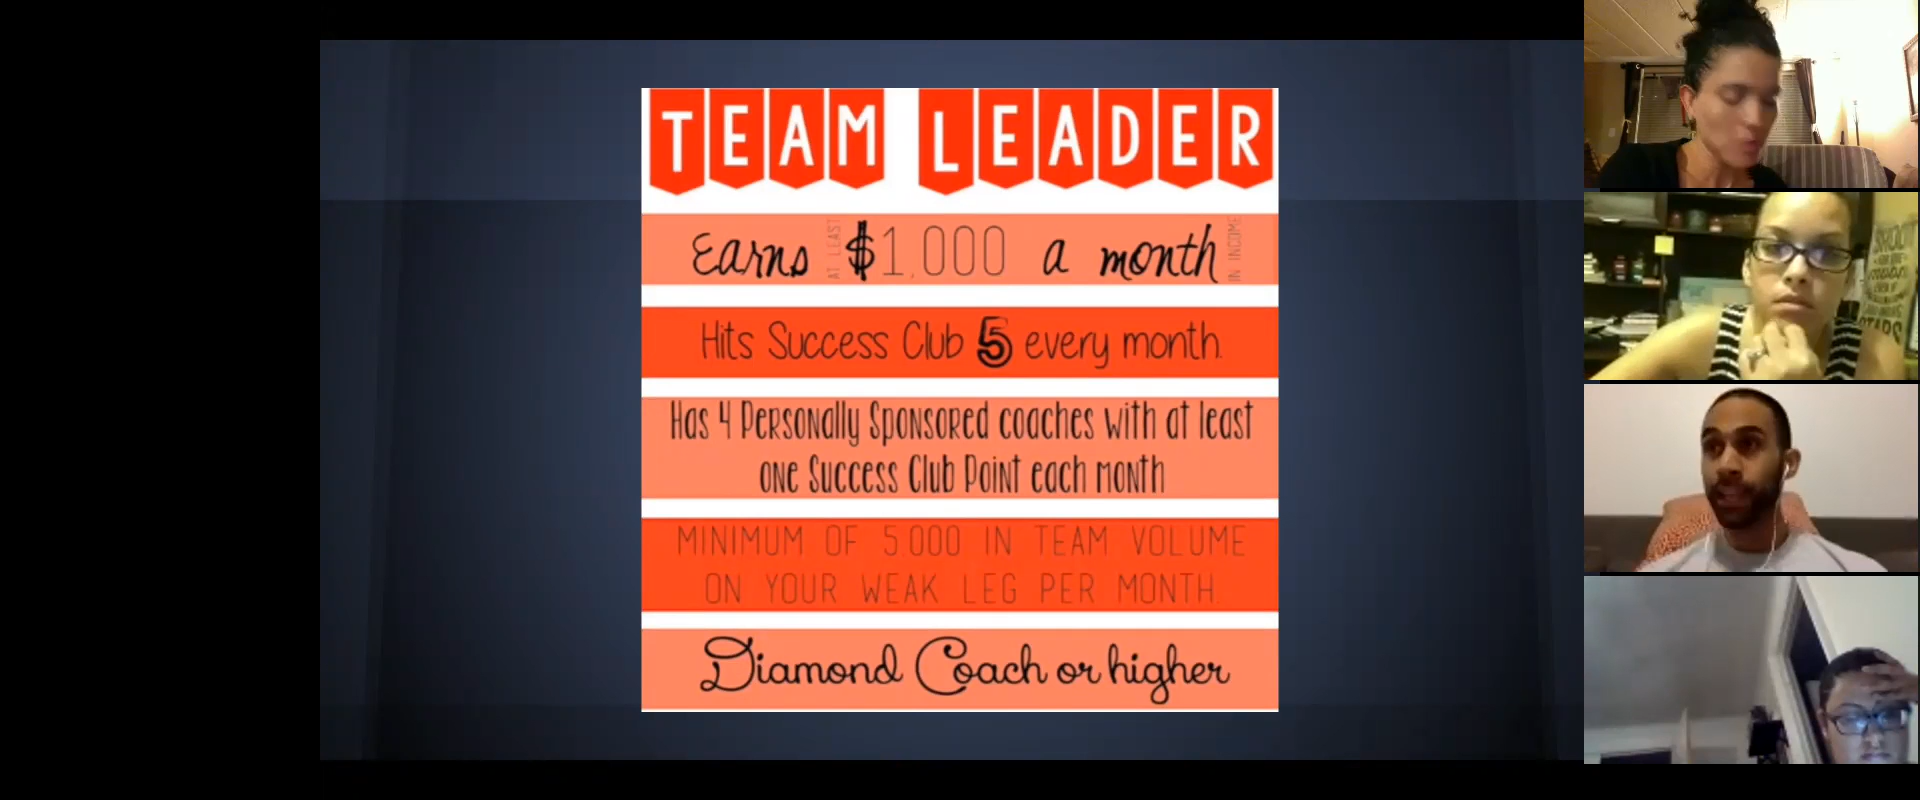 TEAM LEADER
Earns AT LEAST $1,000 a month IN INCOME
Hits Success Club 5 every month.
Has 4 Personally Sponsored coaches with at least
one Success Club Point each month
MINIMUM OF 5,000 IN TEAM VOLUME
ON YOUR WEAK LEG PER MONTH.
Diamond Coach or higher
SHOOT
STARS